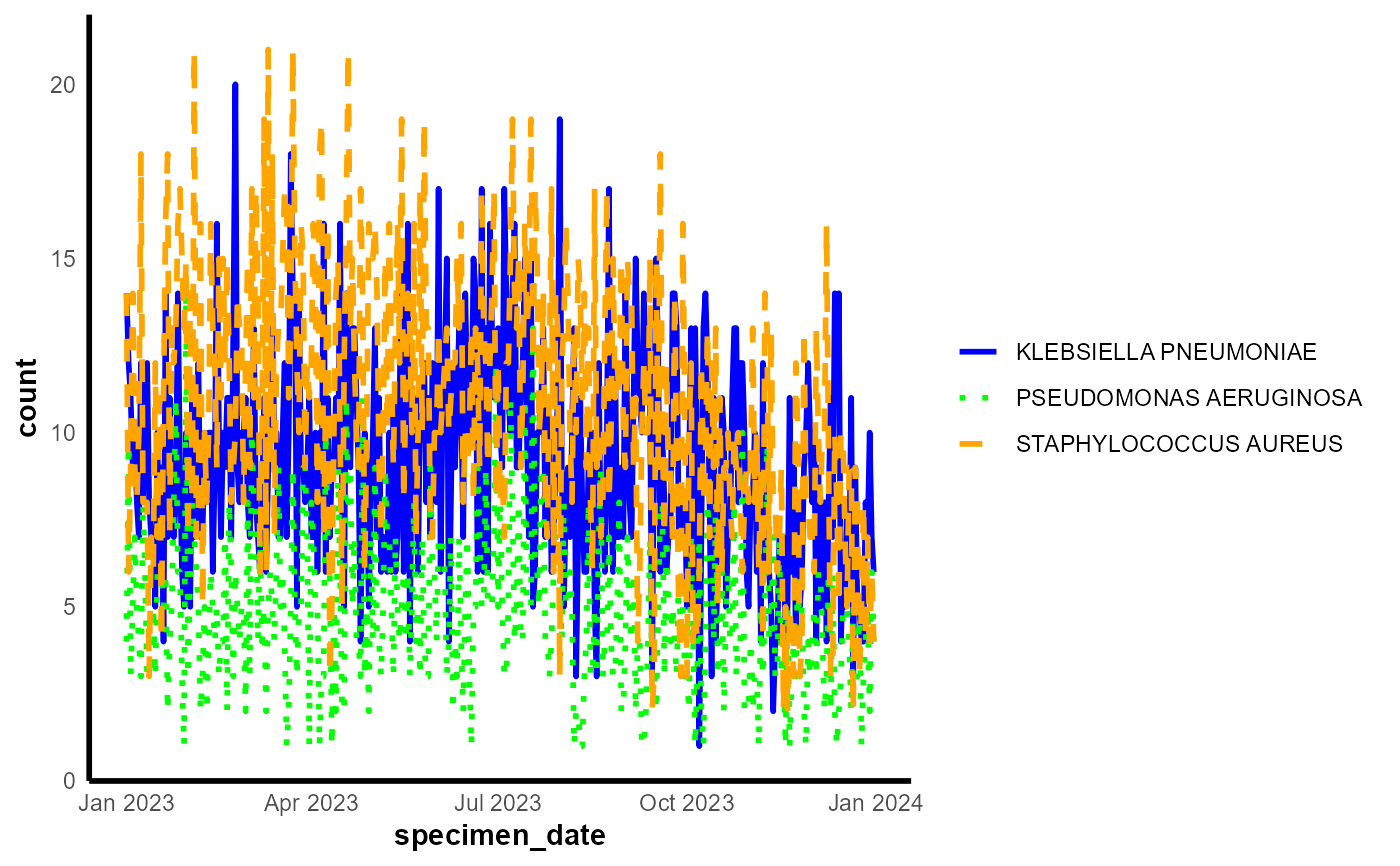 count
20
15
10
5
0
Jan 2023
Apr 2023
Jul 2023
Oct 2023
Jan 2024
specimen_date
KLEBSIELLA PNEUMONIAE
PSEUDOMONAS AERUGINOSA
STAPHYLOCOCCUS AUREUS